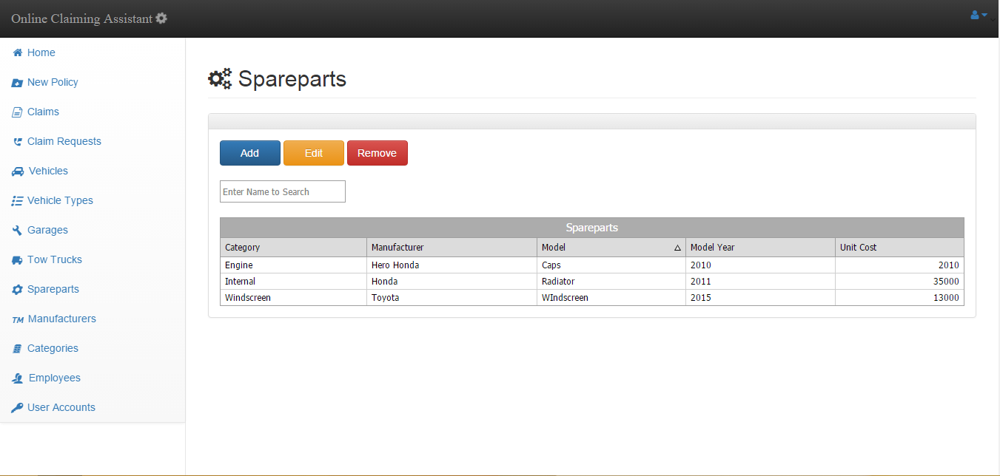 Online Claiming Assistant
Home
New Policy
Claims
Claim Requests
Vehicles
Vehicle Types
Garages
Tow Trucks
Spareparts
TM Manufacturers
Categories
Employees
User Accounts
Spareparts
Add Edit Remove
Enter Name to Search
Spareparts
Category Manufacturer Model Model Year Unit Cost
Engine Hero Honda Caps 2010 2010
Internal Honda Radiator 2011 35000
Windscreen Toyota WIndscreen 2015 13000